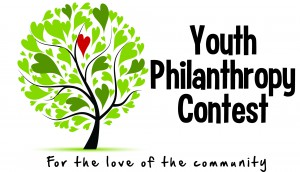 Youth
Philanthropy
Contest
For the love of the community